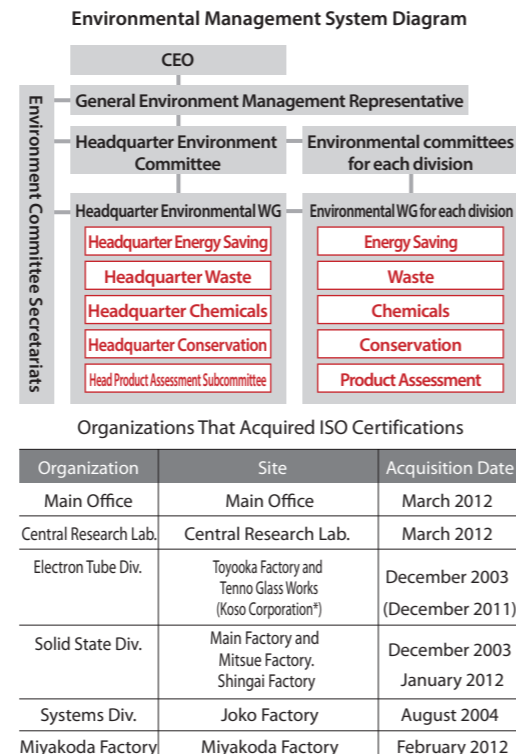 Environmental Management System Diagram
CEO
Environment Committee Secretariats
General Environment Management Representative
Headquarter Environment
Committee
Environmental committees
for each division
Headquarter Environmental WG
Headquarter Energy Saving
Headquarter Waste
Headquarter Chemicals
Headquarter Conservation
Head Product Assessment Subcommittee
Environmental WG for each division
Energy Saving
Waste
Chemicals
Conservation
Product Assessment
Organizations That Acquired ISO Certifications
Organization Site Acquisition Date
Main Office Main Office March 2012
Central Research Lab. Central Research Lab. March 2012
Electron Tube Div.
Toyooka Factory and
Tenno Glass Works
(Koso Corporation*)
December 2003
(December 2011)
Solid State Div.
Main Factory and
Mitsue Factory.
Shingai Factory
December 2003
January 2012
Systems Div. Joko Factory August 2004
Miyakoda Factory Miyakoda Factory February 2012